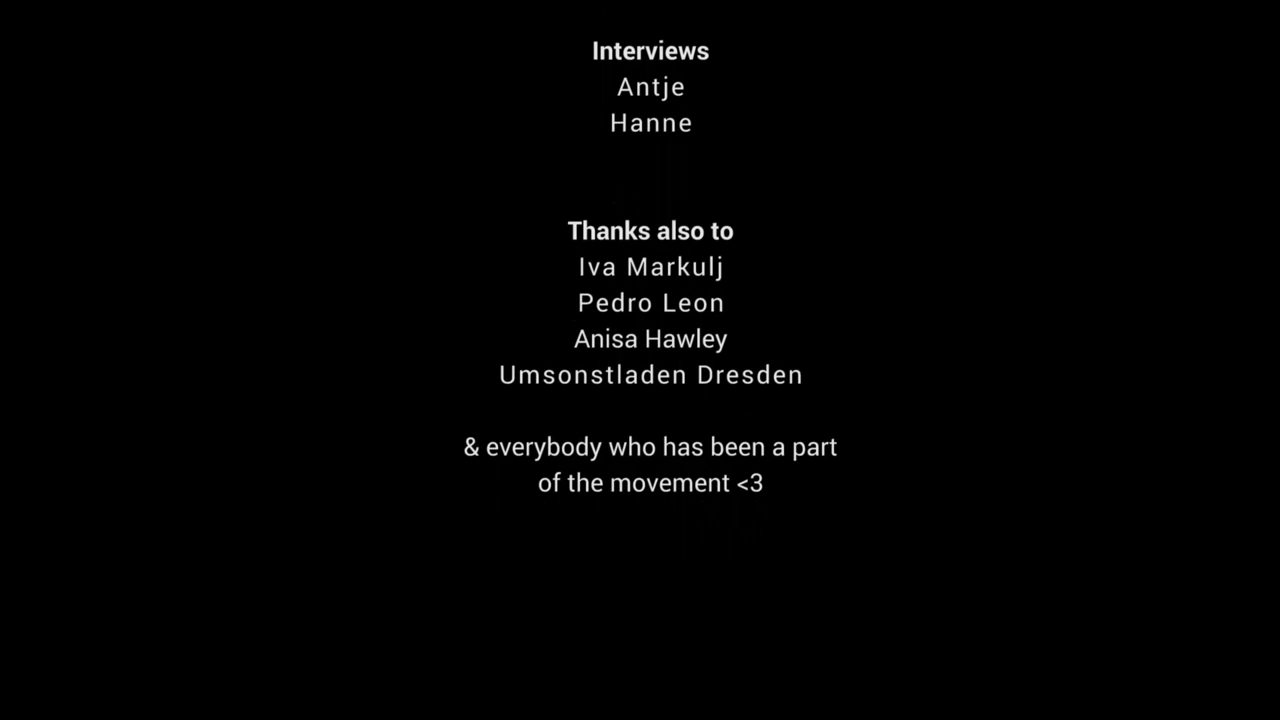 Interviews
Antje
Hanne
Thanks also to
Iva Markulj
Pedro Leon
Anisa Hawley
Umsonstladen Dresden
& everybody who has been a part
of the movement <3